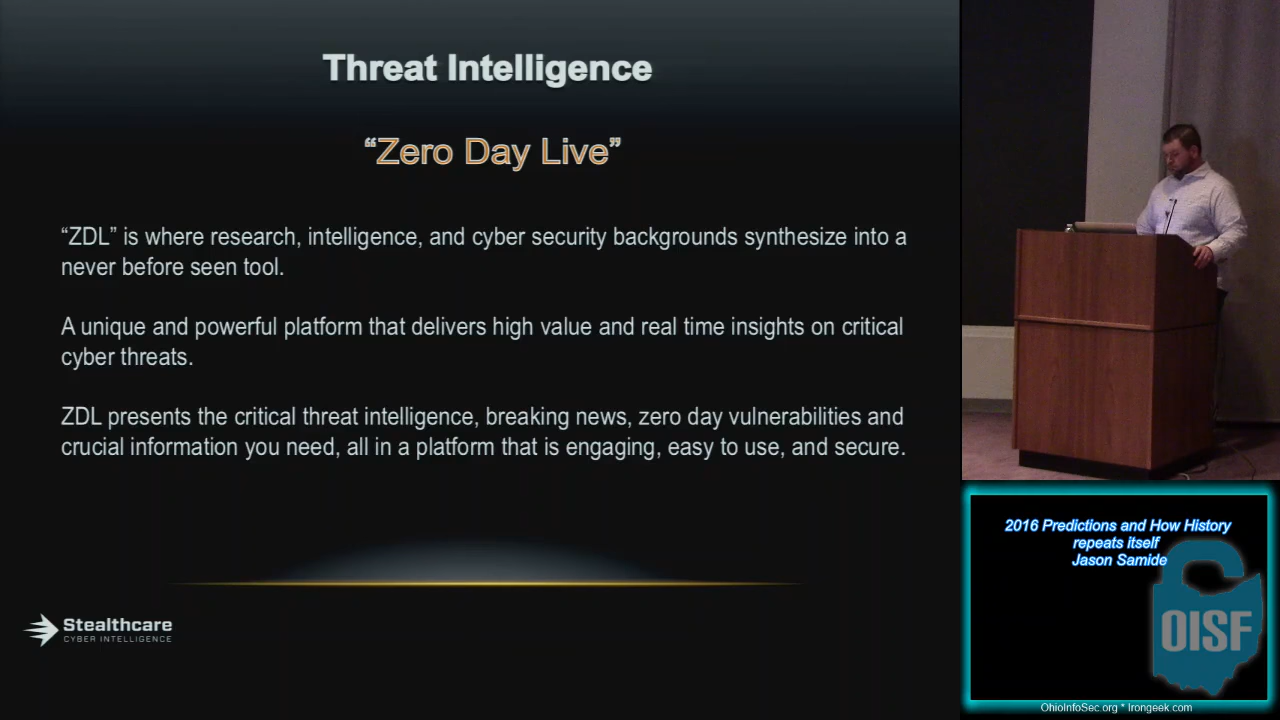 Threat Intelligence
“Zero Day Live”
“ZDL” is where research, intelligence, and cyber security backgrounds synthesize into a
never before seen tool.
A unique and powerful platform that delivers high value and real time insights on critical
cyber threats.
ZDL presents the critical threat intelligence, breaking news, zero day vulnerabilities and
crucial information you need, all in a platform that is engaging, easy to use, and secure.
Stealthcare
CYBER INTELLIGENCE
2016 Predictions and How History
repeats itself
Jason Samide
OISF
OhioInfoSec.org * Irongeek.com